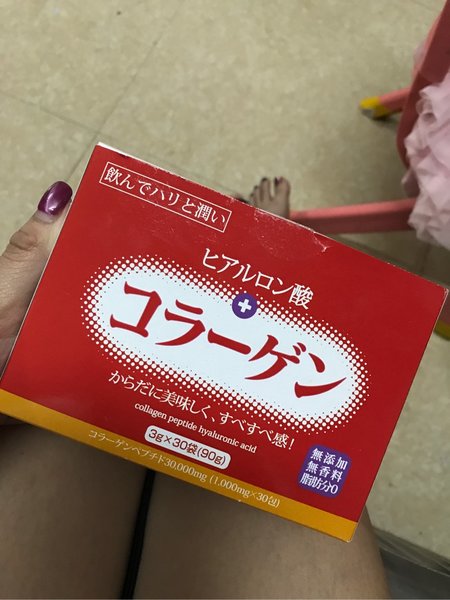 飲んでハリと潤い
ヒアルロン酸
+
コラーゲン
からだに美味しく、すべすべ感!
collagen peptide hyaluronic acid
3g×30袋(90g)
無添加
無香料
脂肪分0
コラーゲンペプチド30,000mg (1,000mg×30包)